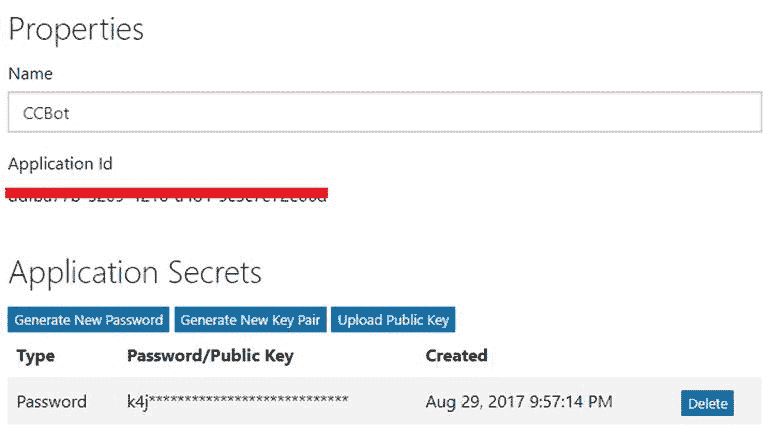 Properties
Name
CCBot
Application Id
Application Secrets
Generate New Password Generate New Key Pair Upload Public Key
Type Password/Public Key Created
Password k4j**************************** Aug 29, 2017 9:57:14 PM Delete